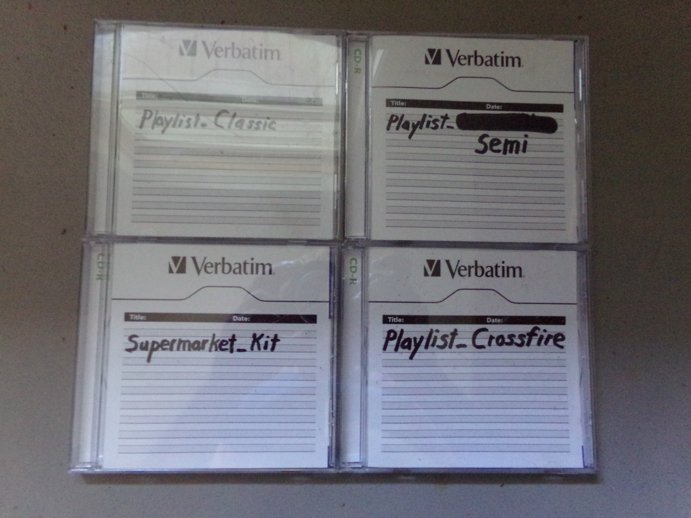 Verbatim
Title: Date:
Playlist_Classic
CD-R
Verbatim
Title: Date:
Playlist_
Semi
CD-R
Verbatim
Title: Date:
Supermarket_Kit
CD-R
Verbatim
Title: Date:
Playlist_Crossfire